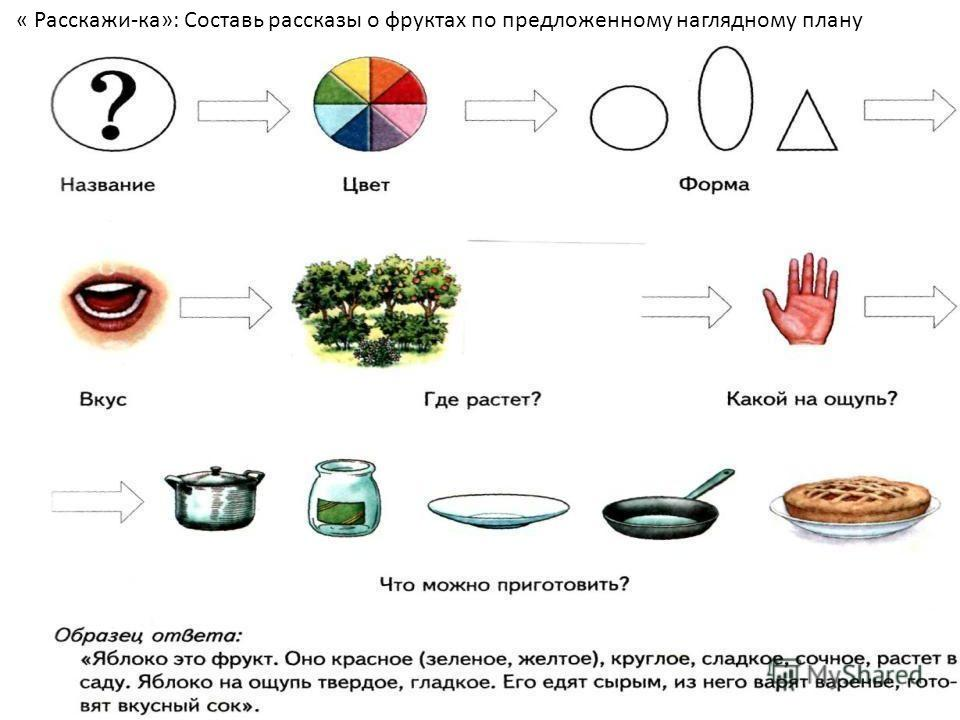 « Расскажи-ка»: Составь рассказы о фруктах по предложенному наглядному плану
?
Название
Цвет
Форма
Вкус
Где растет?
Какой на ощупь?
Что можно приготовить?
Образец ответа:
«Яблоко это фрукт. Оно красное (зеленое, желтое), круглое, сладкое, сочное, растет в
саду. Яблоко на ощупь твердое, гладкое. Его едят сырым, из него варят варенье, гото-
вят вкусный сок».
MyShared